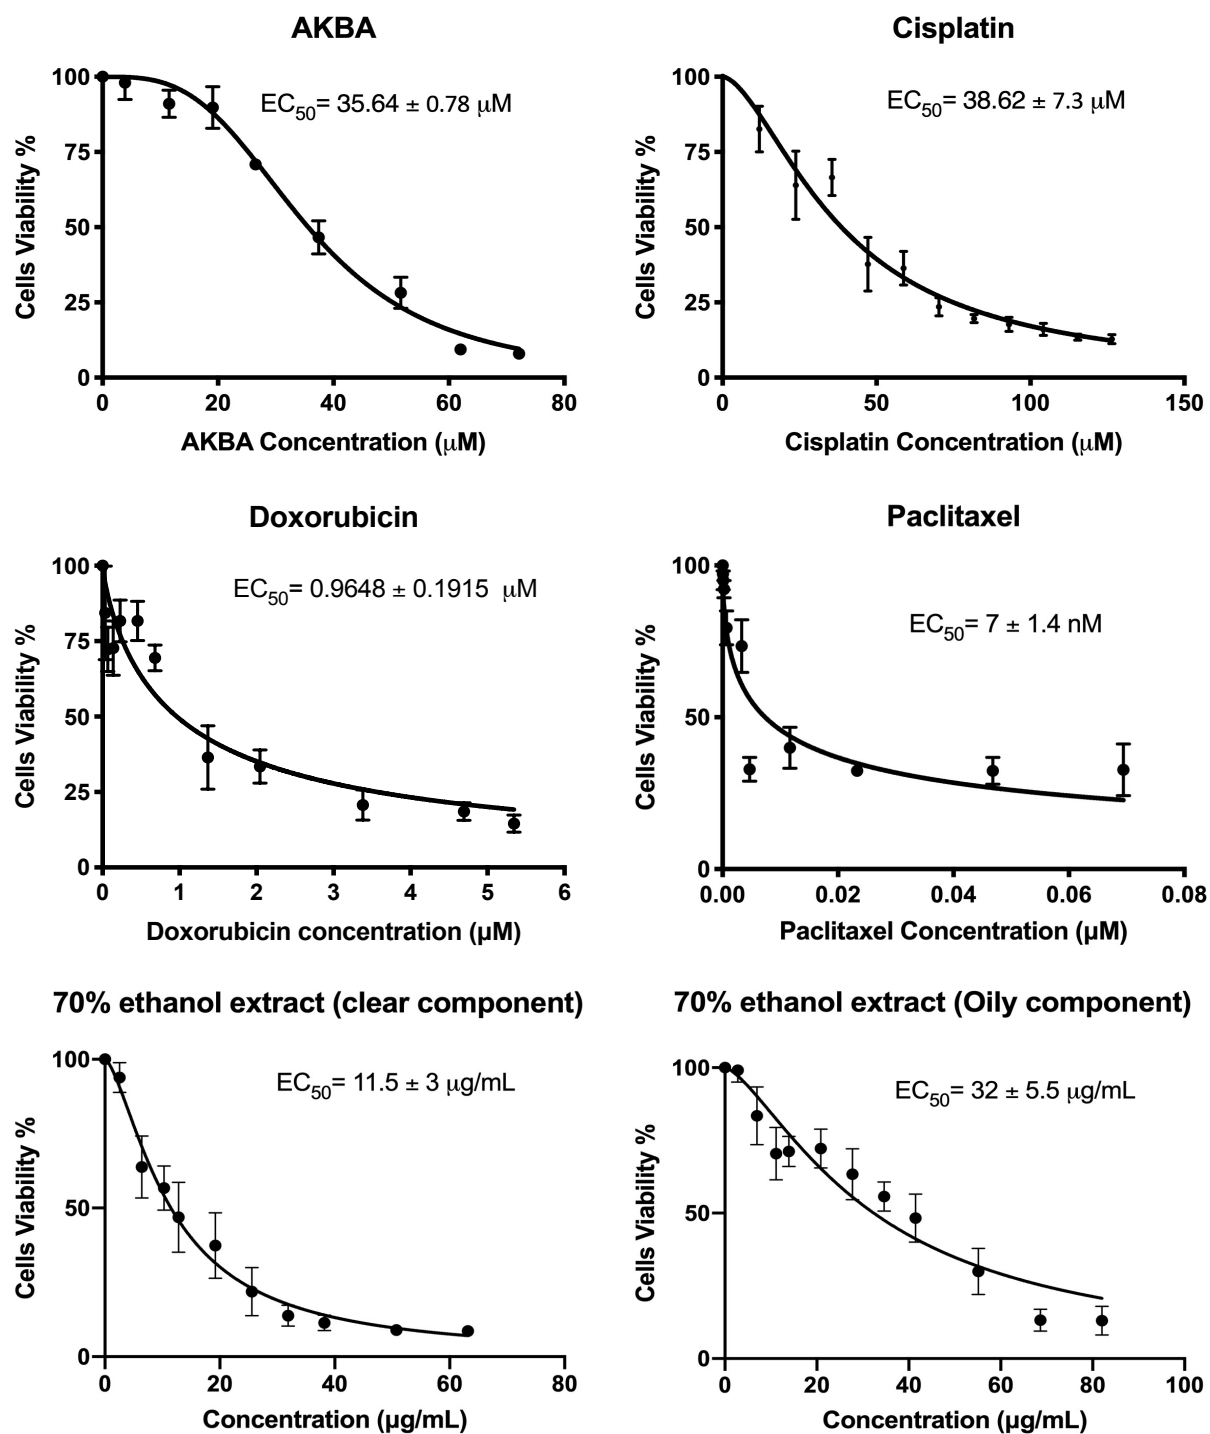 AKBA
EC50= 35.64 ± 0.78 μM
Cells Viability %
100
75
50
25
0
0 20 40 60 80
AKBA Concentration (μM)
Cisplatin
EC50= 38.62 ± 7.3 μM
Cells Viability %
100
75
50
25
0
0 50 100 150
Cisplatin Concentration (μM)
Doxorubicin
EC50= 0.9648 ± 0.1915 μM
Cells Viability %
100
75
50
25
0
0 1 2 3 4 5 6
Doxorubicin concentration (μM)
Paclitaxel
EC50= 7 ± 1.4 nM
Cells Viability %
100
50
0
0.00 0.02 0.04 0.06 0.08
Paclitaxel Concentration (μM)
70% ethanol extract (clear component)
EC50= 11.5 ± 3 μg/mL
Cells Viability %
100
50
0
0 20 40 60 80
Concentration (μg/mL)
70% ethanol extract (Oily component)
EC50= 32 ± 5.5 μg/mL
Cells Viability %
100
50
0
0 20 40 60 80 100
Concentration (μg/mL)